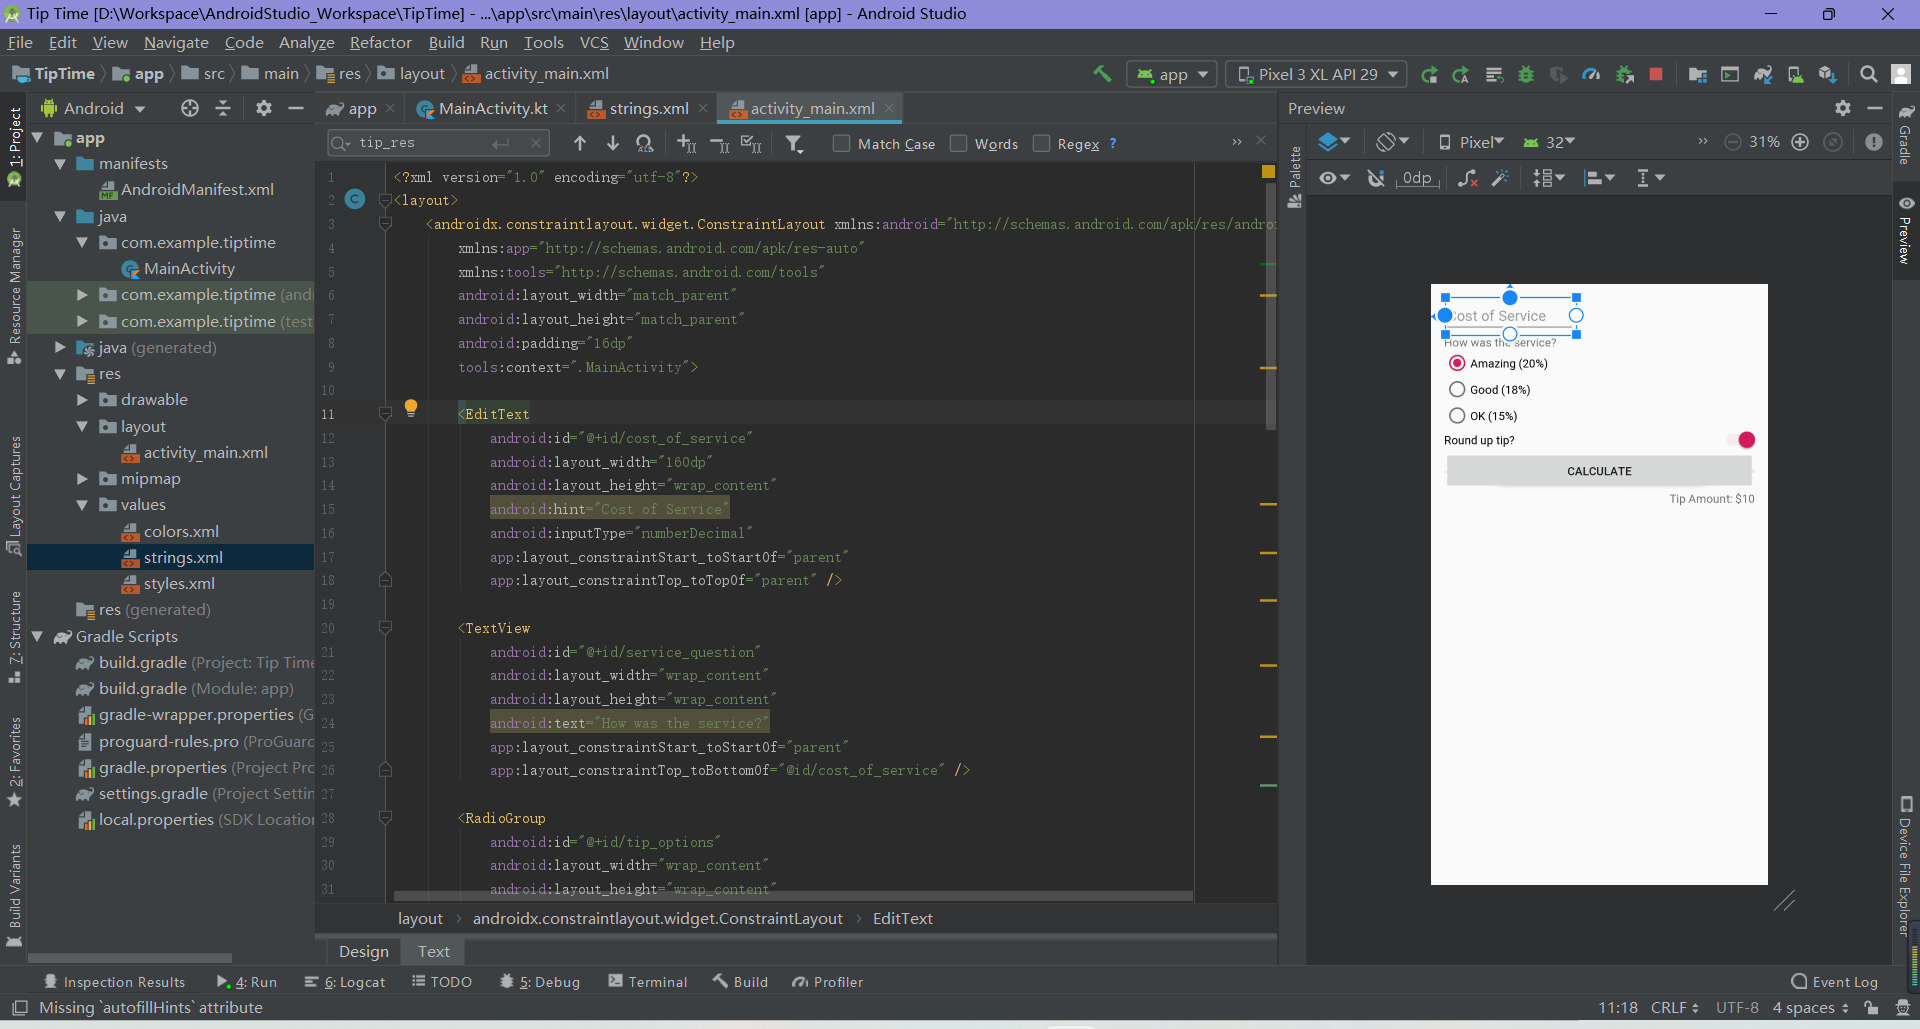 Tip Time [D:\Workspace\AndroidStudio_Workspace\TipTime] - ...\app\src\main\res\layout\activity_main.xml [app] - Android Studio
File Edit View Navigate Code Analyze Refactor Build Run Tools VCS Window Help
TipTime app src main res layout activity_main.xml
app Pixel 3 XL API 29
Android
app MainActivity.kt strings.xml activity_main.xml
Preview
tip_res Match Case Words Regex ?
Pixel 32 31%
0dp
1: Project
Resource Manager
Layout Captures
Z: Structure
2: Favorites
Build Variants
app
manifests
AndroidManifest.xml
java
com.example.tiptime
MainActivity
com.example.tiptime (and
com.example.tiptime (test
java (generated)
res
drawable
layout
activity_main.xml
mipmap
values
colors.xml
strings.xml
styles.xml
res (generated)
Gradle Scripts
build.gradle (Project: Tip Time
build.gradle (Module: app)
gradle-wrapper.properties (G
proguard-rules.pro (ProGuard
gradle.properties (Project Pro
settings.gradle (Project Settin
local.properties (SDK Location
1 <?xml version="1.0" encoding="utf-8"?>
2 <layout>
3 <androidx.constraintlayout.widget.ConstraintLayout xmlns:android="http://schemas.android.com/apk/res/andro
4 xmlns:app="http://schemas.android.com/apk/res-auto"
5 xmlns:tools="http://schemas.android.com/tools"
6 android:layout_width="match_parent"
7 android:layout_height="match_parent"
8 android:padding="16dp"
9 tools:context=".MainActivity">
10
11 <EditText
12 android:id="@+id/cost_of_service"
13 android:layout_width="160dp"
14 android:layout_height="wrap_content"
15 android:hint="Cost of Service"
16 android:inputType="numberDecimal"
17 app:layout_constraintStart_toStartOf="parent"
18 app:layout_constraintTop_toTopOf="parent" />
19
20 <TextView
21 android:id="@+id/service_question"
22 android:layout_width="wrap_content"
23 android:layout_height="wrap_content"
24 android:text="How was the service?"
25 app:layout_constraintStart_toStartOf="parent"
26 app:layout_constraintTop_toBottomOf="@id/cost_of_service" />
27
28 <RadioGroup
29 android:id="@+id/tip_options"
30 android:layout_width="wrap_content"
31 android:layout_height="wrap_content"
layout androidx.constraintlayout.widget.ConstraintLayout EditText
Design Text
Palette
Cost of Service
How was the service?
Amazing (20%)
Good (18%)
OK (15%)
Round up tip?
CALCULATE
Tip Amount: $10
Gradle
Preview
Device File Explorer
Inspection Results 4: Run 6: Logcat TODO 5: Debug Terminal Build Profiler Event Log
Missing `autofillHints` attribute 11:18 CRLF UTF-8 4 spaces